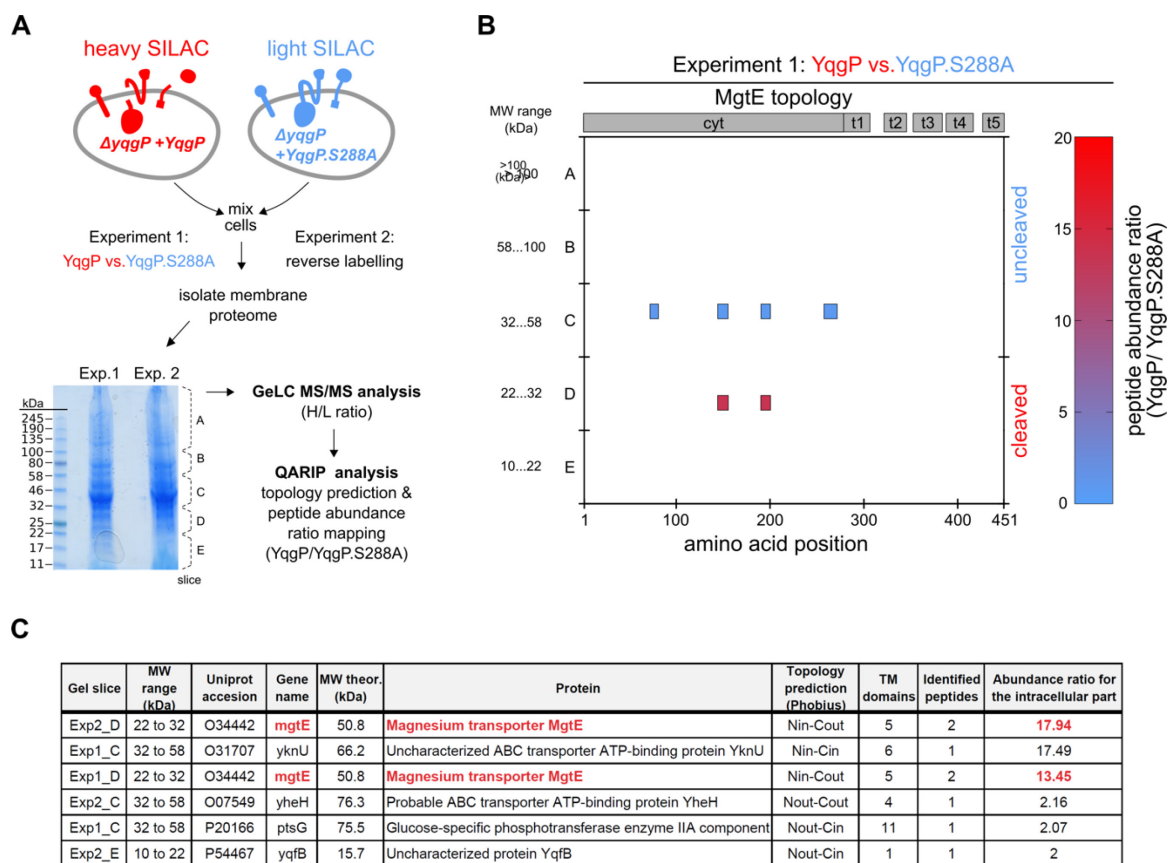 A
heavy SILAC
light SILAC
ΔyqgP +YqgP
ΔyqgP
+YqgP.S288A
mix
cells
Experiment 1:
YqgP vs.YqgP.S288A
Experiment 2:
reverse labelling
isolate membrane
proteome
Exp.1
Exp. 2
kDa
245
190
135
100
80
58
46
32
25
22
17
11
A
B
C
D
E
slice
GeLC MS/MS analysis
(H/L ratio)
QARIP analysis
topology prediction &
peptide abundance
ratio mapping
(YqgP/YqgP.S288A)
B
Experiment 1: YqgP vs.YqgP.S288A
MgtE topology
MW range
(kDa)
cyt
t1
t2
t3
t4
t5
>100
A
58...100
B
32...58
C
22...32
D
10...22
E
uncleaved
cleaved
1
100
200
300
400
451
amino acid position
20
15
10
5
0
peptide abundance ratio
(YqgP/ YqgP.S288A)
C
Gel slice MW range (kDa) Uniprot accesion Gene name MW theor. (kDa) Protein Topology prediction (Phobius) TM domains Identified peptides Abundance ratio for the intracellular part
Exp2_D 22 to 32 O34442 mgtE 50.8 Magnesium transporter MgtE Nin-Cout 5 2 17.94
Exp1_C 32 to 58 O31707 yknU 66.2 Uncharacterized ABC transporter ATP-binding protein YknU Nin-Cin 6 1 17.49
Exp1_D 22 to 32 O34442 mgtE 50.8 Magnesium transporter MgtE Nin-Cout 5 2 13.45
Exp2_C 32 to 58 O07549 yheH 76.3 Probable ABC transporter ATP-binding protein YheH Nout-Cout 4 1 2.16
Exp1_C 32 to 58 P20166 ptsG 75.5 Glucose-specific phosphotransferase enzyme IIA component Nout-Cin 11 1 2.07
Exp2_E 10 to 22 P54467 yqfB 15.7 Uncharacterized protein YqfB Nout-Cin 1 1 2